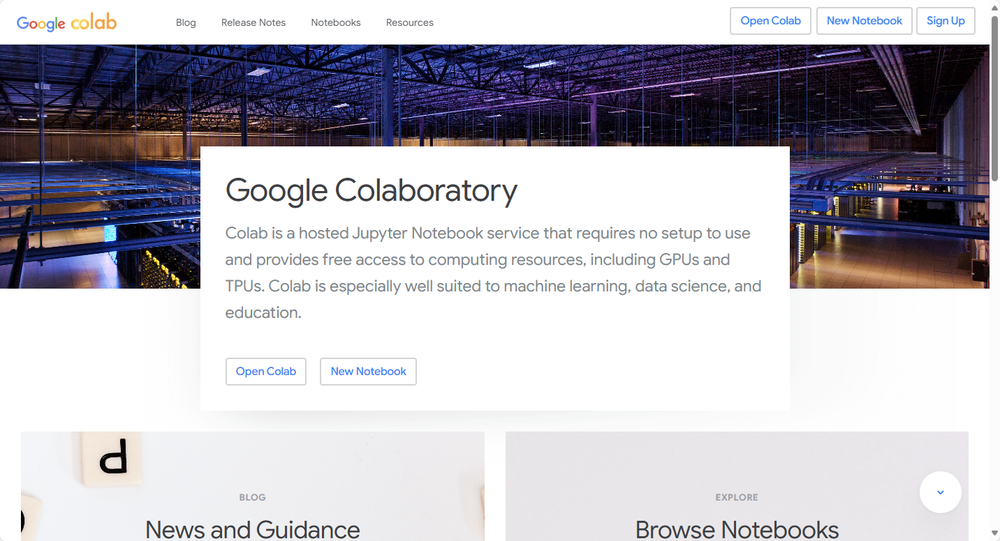 Google colab
Blog
Release Notes
Notebooks
Resources
Open Colab
New Notebook
Sign Up
Google Colaboratory
Colab is a hosted Jupyter Notebook service that requires no setup to use
and provides free access to computing resources, including GPUs and
TPUs. Colab is especially well suited to machine learning, data science, and
education.
Open Colab
New Notebook
d
BLOG
News and Guidance
EXPLORE
Browse Notebooks